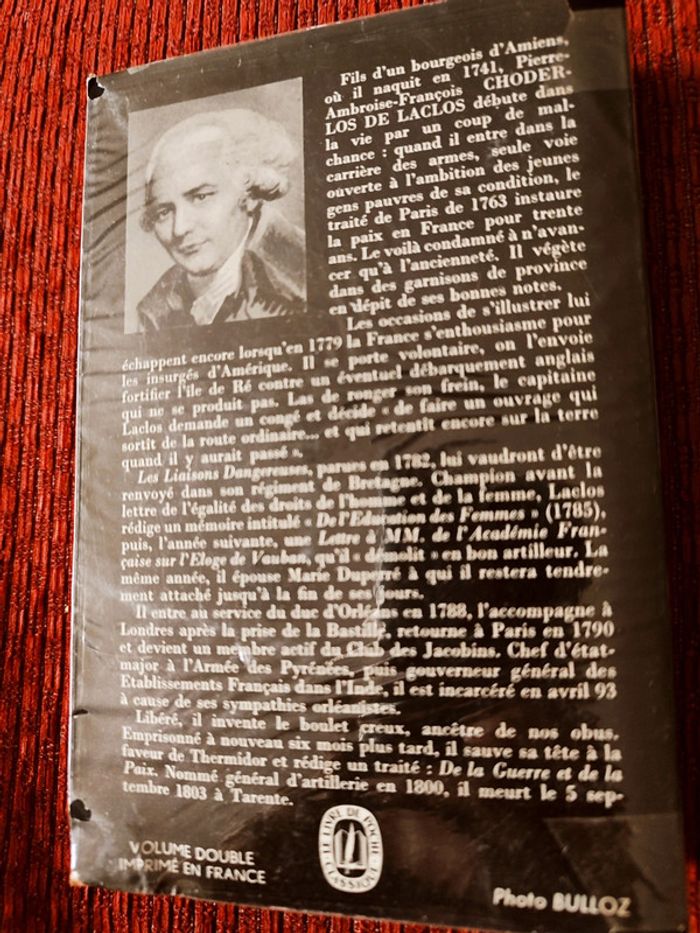 Fils d'un bourgeois d'Amiens,
où il naquit en 1741, Pierre-
Ambroise-François CHODER-
LOS DE LACLOS débute dans
la vie par un coup de mal-
chance : quand il entre dans la
carrière des armes, seule voie
ouverte à l'ambition des jeunes
gens pauvres de sa condition, le
traité de Paris de 1763 instaure
la paix en France pour trente
ans. Le voilà condamné à n'avan-
cer qu'à l'ancienneté. Il végète
dans des garnisons de province
en dépit de ses bonnes notes.
Les occasions de s'illustrer lui
échappent encore lorsqu'en 1779 la France s'enthousiasme pour
les insurgés d'Amérique. Il se porte volontaire, on l'envoie
fortifier l'île de Ré contre un éventuel débarquement anglais
qui ne se produit pas. Las de ronger son frein, le capitaine
Laclos demande un congé et décide « de faire un ouvrage qui
sortît de la route ordinaire... et qui retentît encore sur la terre
quand il y aurait passé ».
Les Liaisons Dangereuses, parues en 1782, lui vaudront d'être
renvoyé dans son régiment de Bretagne. Champion avant la
lettre de l'égalité des droits de l'homme et de la femme, Laclos
rédige un mémoire intitulé « De l'Education des Femmes » (1785),
puis, l'année suivante, une Lettre à MM. de l'Académie Fran-
çaise sur l'Eloge de Vauban, qu'il « démolit » en bon artilleur. La
même année, il épouse Marie Duperré à qui il restera tendre-
ment attaché jusqu'à la fin de ses jours.
Il entre au service du duc d'Orléans en 1788, l'accompagne à
Londres après la prise de la Bastille, retourne à Paris en 1790
et devient un membre actif du Club des Jacobins. Chef d'état-
major à l'Armée des Pyrénées, puis gouverneur général des
Etablissements Français dans l'Inde, il est incarcéré en avril 93
à cause de ses sympathies orléanistes.
Libéré, il invente le boulet creux, ancêtre de nos obus.
Emprisonné à nouveau six mois plus tard, il sauve sa tête à la
faveur de Thermidor et rédige un traité : De la Guerre et de la
Paix. Nommé général d'artillerie en 1800, il meurt le 5 sep-
tembre 1803 à Tarente.
VOLUME DOUBLE
IMPRIMÉ EN FRANCE
LE LIVRE DE POCHE
CLASSIQUE
Photo BULLOZ